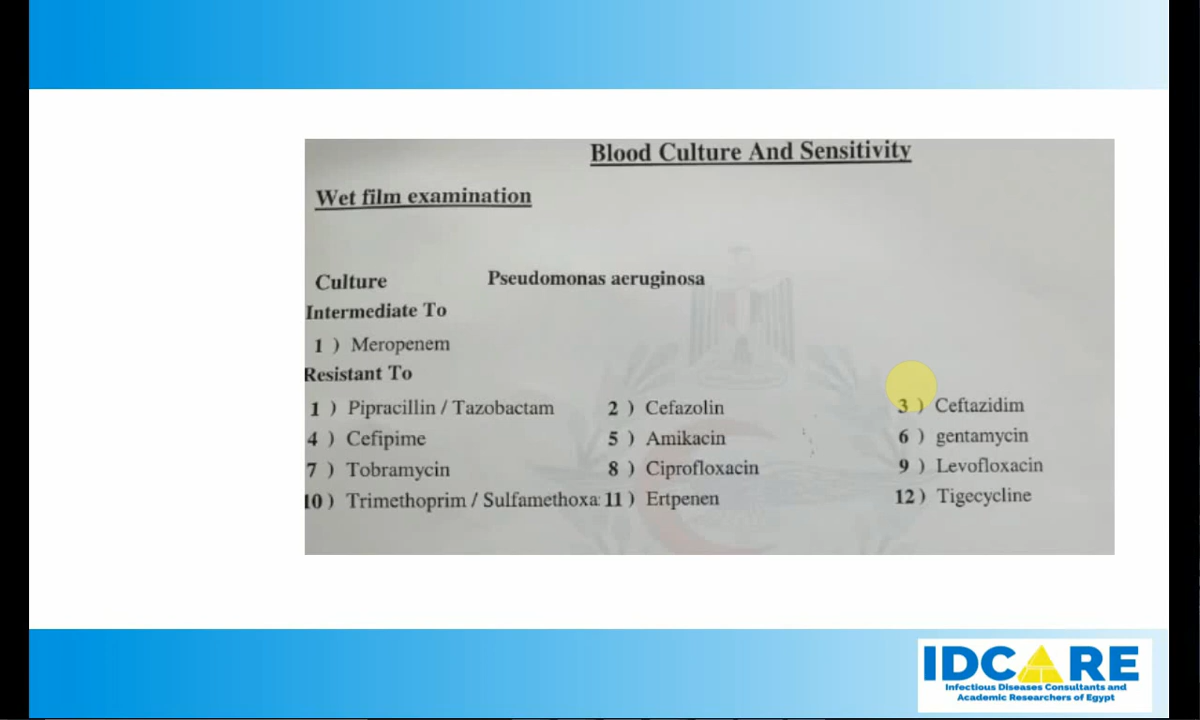 Blood Culture And Sensitivity
Wet film examination
Culture Pseudomonas aeruginosa
Intermediate To
1 ) Meropenem
Resistant To
1 ) Pipracillin / Tazobactam 2 ) Cefazolin 3 ) Ceftazidim
4 ) Cefipime 5 ) Amikacin 6 ) gentamycin
7 ) Tobramycin 8 ) Ciprofloxacin 9 ) Levofloxacin
10 ) Trimethoprim / Sulfamethoxa 11 ) Ertpenen 12 ) Tigecycline
IDCARE
Infectious Diseases Consultants and
Academic Researchers of Egypt